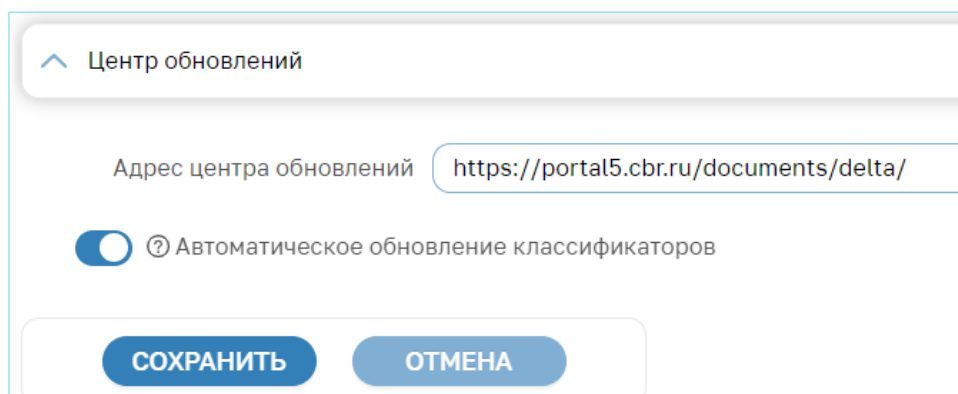 Центр обновлений
Адрес центра обновлений https://portal5.cbr.ru/documents/delta/
? Автоматическое обновление классификаторов
СОХРАНИТЬ ОТМЕНА